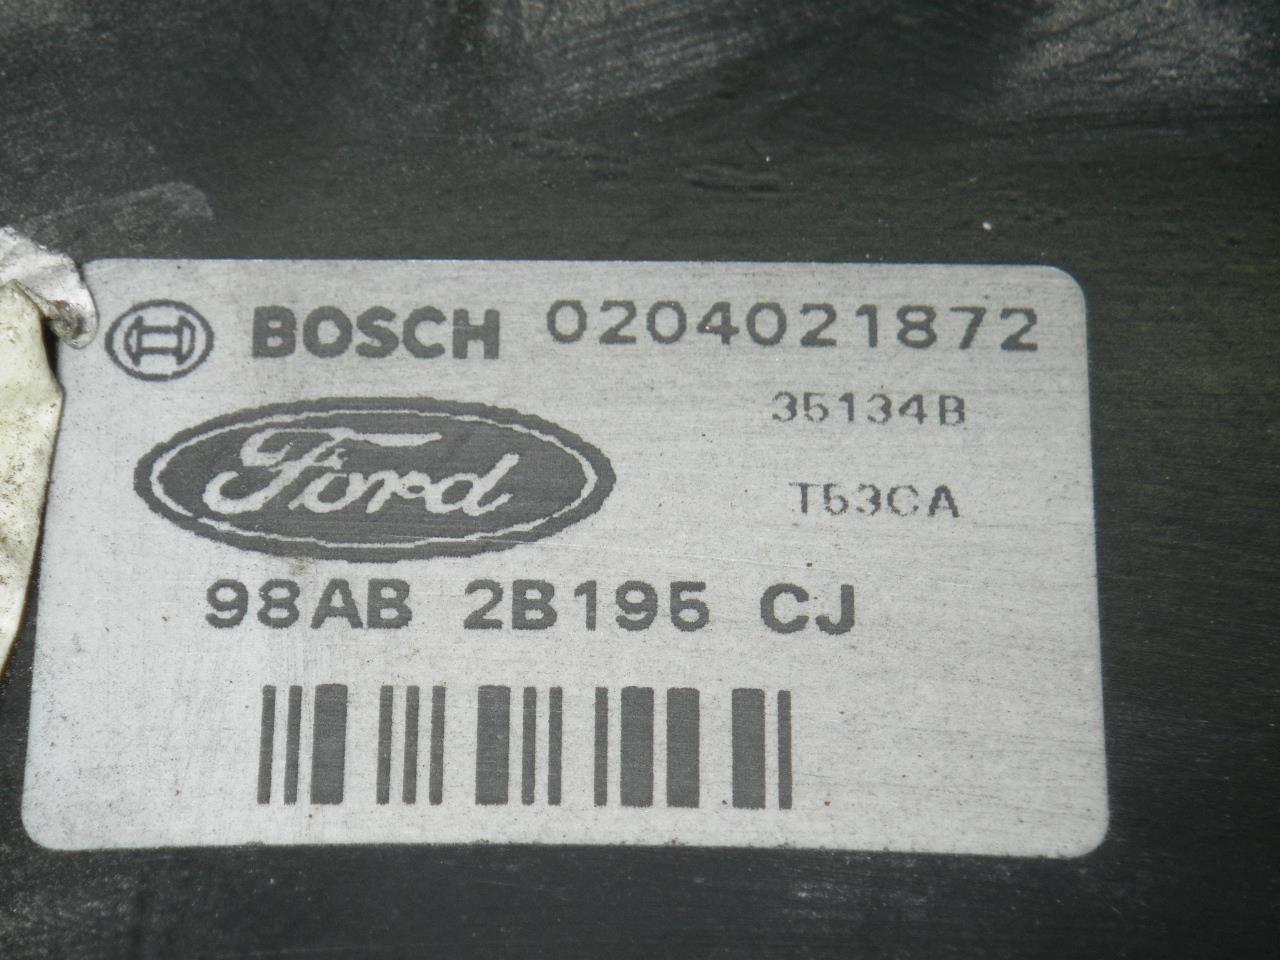 BOSCH 0204021872
35134B
Ford
T53CA
98AB 2B195 CJ